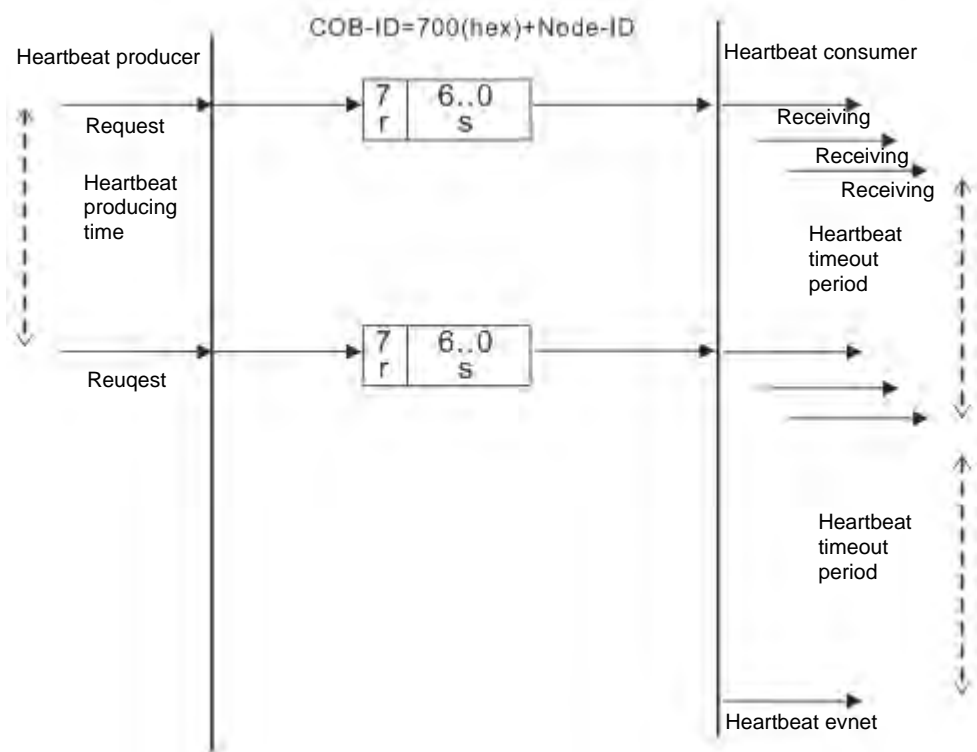 COB-ID=700(hex)+Node-ID
Heartbeat producer
Heartbeat consumer
7
6..0
r
s
Request
Receiving
Receiving
Receiving
Heartbeat
producing
time
Heartbeat
timeout
period
7
6..0
r
s
Reuqest
Heartbeat
timeout
period
Heartbeat evnet